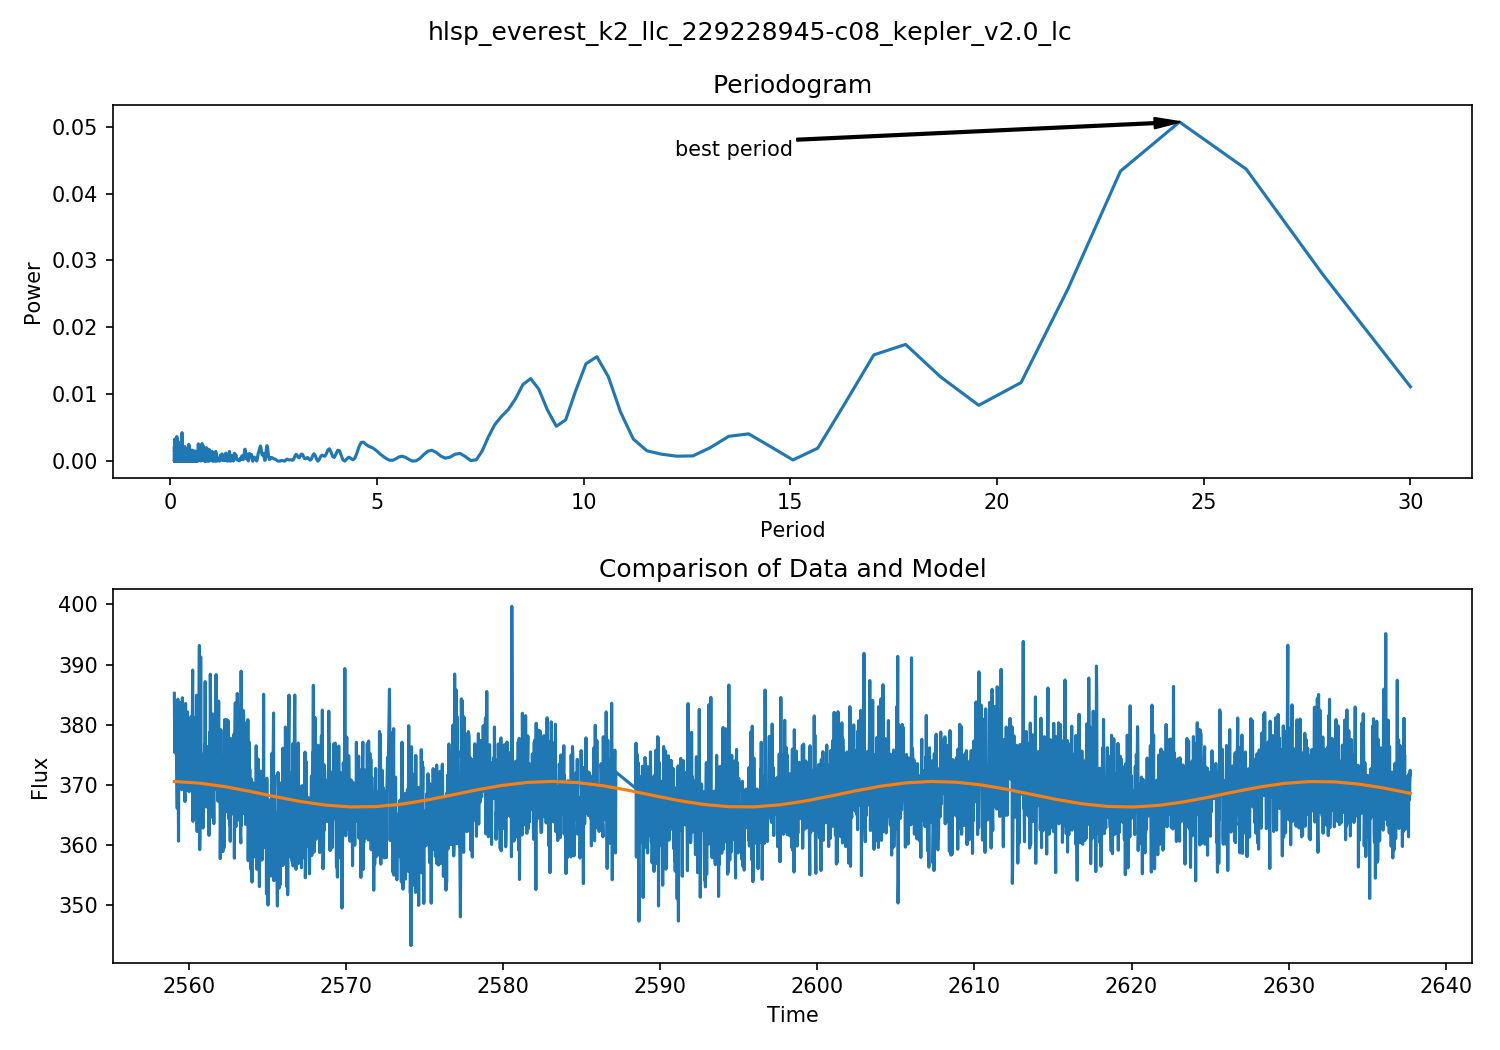 hlsp_everest_k2_llc_229228945-c08_kepler_v2.0_lc
Periodogram
0.05
0.04
0.03
0.02
0.01
0.00
Power
best period
0 5 10 15 20 25 30
Period
Comparison of Data and Model
400
390
380
370
360
350
Flux
2560 2570 2580 2590 2600 2610 2620 2630 2640
Time